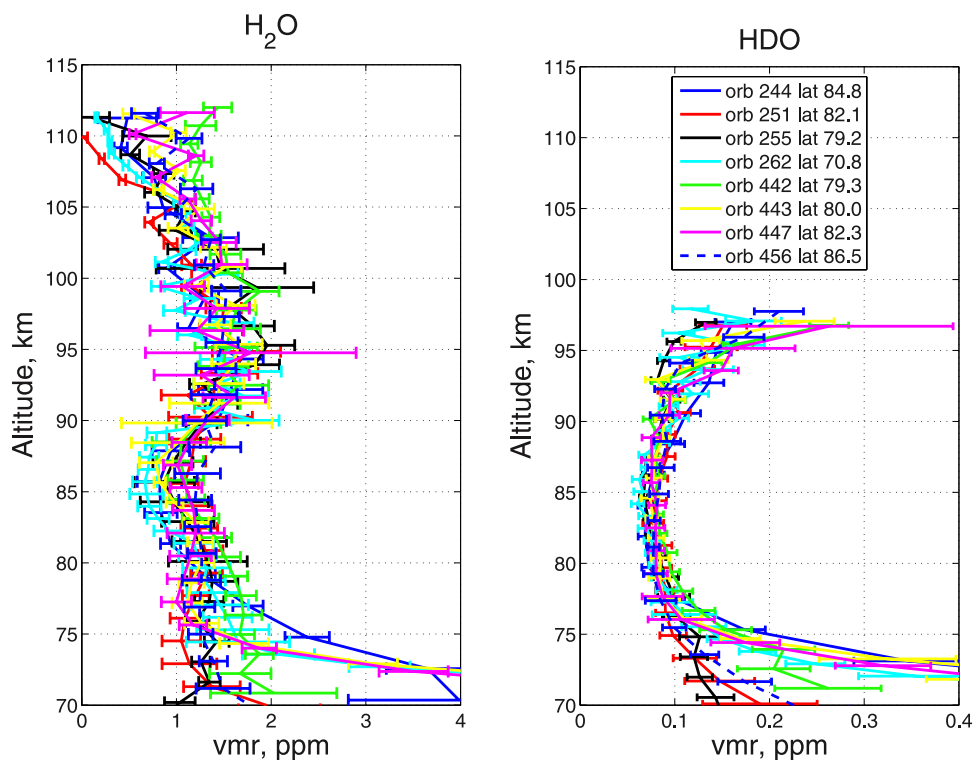 H2O
115
110
105
100
95
90
85
80
75
70
Altitude, km
0
1
2
3
4
vmr, ppm
HDO
115
110
105
100
95
90
85
80
75
70
Altitude, km
0
0.1
0.2
0.3
0.4
vmr, ppm
orb 244 lat 84.8
orb 251 lat 82.1
orb 255 lat 79.2
orb 262 lat 70.8
orb 442 lat 79.3
orb 443 lat 80.0
orb 447 lat 82.3
orb 456 lat 86.5